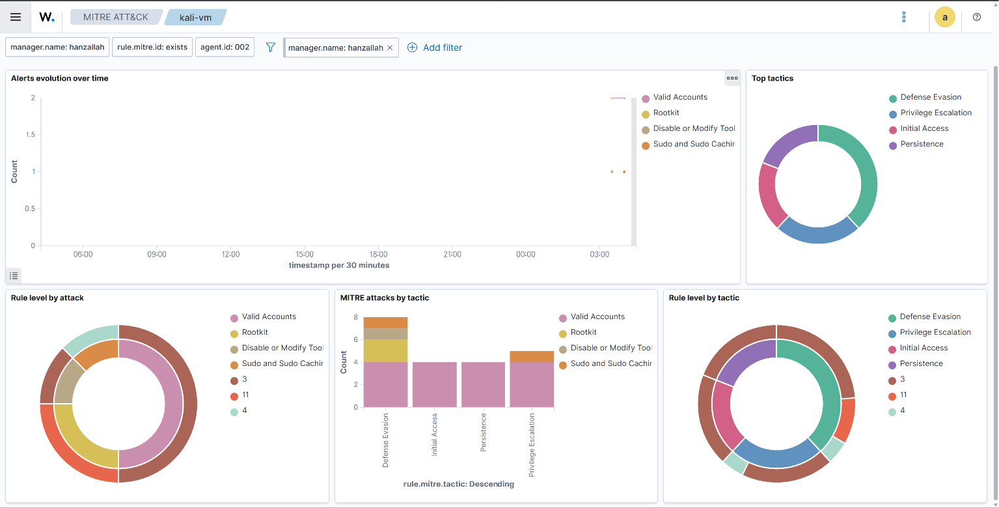 W.
MITRE ATT&CK
kali-vm
a
manager.name: hanzallah
rule.mitre.id: exists
agent.id: 002
manager.name: hanzallah
Add filter
Alerts evolution over time
2
1.5
1
0.5
0
Count
06:00
09:00
12:00
15:00
18:00
21:00
00:00
03:00
timestamp per 30 minutes
Valid Accounts
Rootkit
Disable or Modify Tool
Sudo and Sudo Cachir
Top tactics
Defense Evasion
Privilege Escalation
Initial Access
Persistence
Rule level by attack
Valid Accounts
Rootkit
Disable or Modify Tool
Sudo and Sudo Cachir
3
11
4
MITRE attacks by tactic
8
6
4
2
0
Count
Defense Evasion
Initial Access
Persistence
Privilege Escalation
rule.mitre.tactic: Descending
Valid Accounts
Rootkit
Disable or Modify Tool
Sudo and Sudo Cachir
Rule level by tactic
Defense Evasion
Privilege Escalation
Initial Access
Persistence
3
11
4